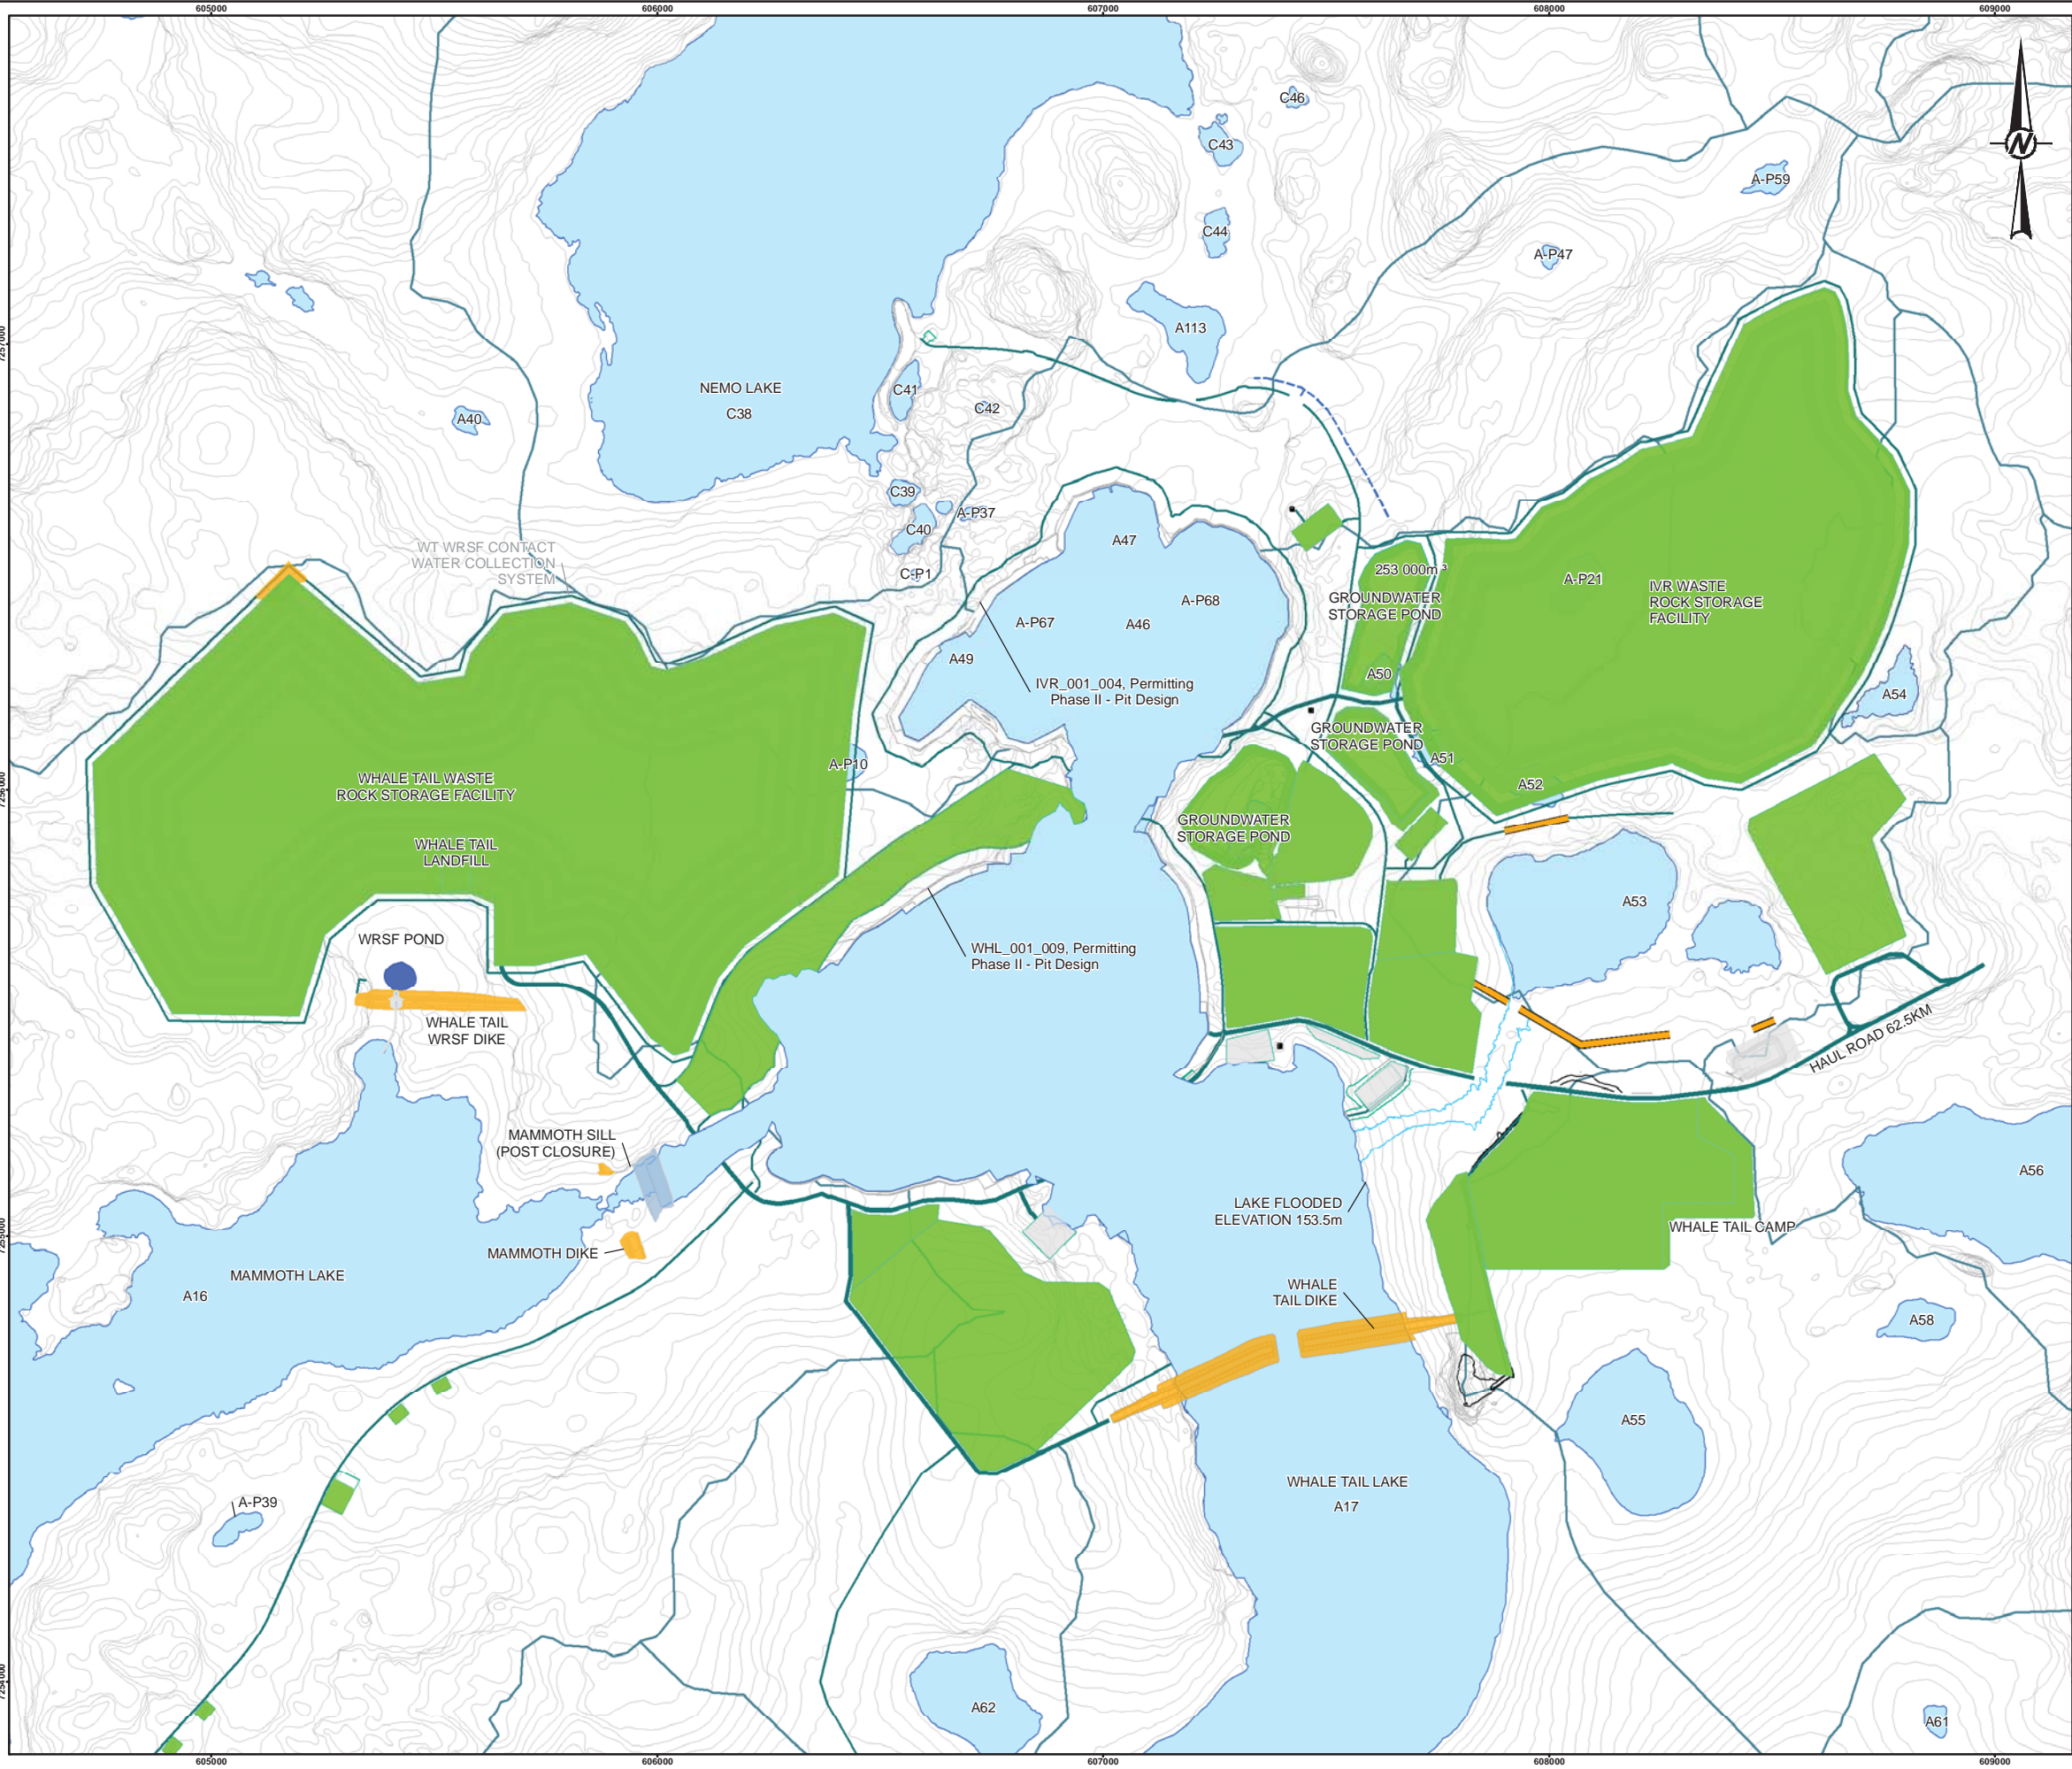 605000
606000
607000
608000
609000
C46
C43
N
A-P59
C44
A-P47
A113
7257000
NEMO LAKE
C38
C41
C42
A40
C39
A-P37
C40
A47
WT WRSF CONTACT
WATER COLLECTION
SYSTEM
C-P1
253 000m³
A-P21
IVR WASTE
ROCK STORAGE
FACILITY
GROUNDWATER
STORAGE POND
A-P68
A-P67
A46
A49
A50
IVR_001_004, Permitting
Phase II - Pit Design
A54
GROUNDWATER
STORAGE POND
A51
A-P10
WHALE TAIL WASTE
ROCK STORAGE FACILITY
A52
7256000
GROUNDWATER
STORAGE POND
WHALE TAIL
LANDFILL
A53
WRSF POND
WHL_001_009, Permitting
Phase II - Pit Design
WHALE TAIL
WRSF DIKE
HAUL ROAD 62.5KM
MAMMOTH SILL
(POST CLOSURE)
A56
LAKE FLOODED
ELEVATION 153.5m
WHALE TAIL CAMP
7255000
MAMMOTH DIKE
MAMMOTH LAKE
A16
WHALE
TAIL DIKE
A58
A55
WHALE TAIL LAKE
A17
A-P39
7254000
A62
A61
605000
606000
607000
608000
609000